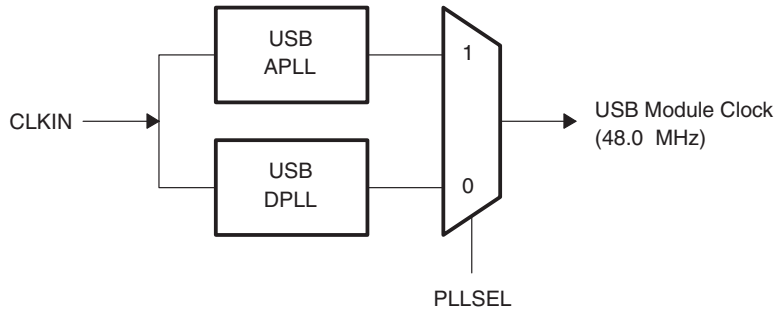 USB
APLL
1
CLKIN
USB Module Clock
(48.0 MHz)
USB
DPLL
0
PLLSEL